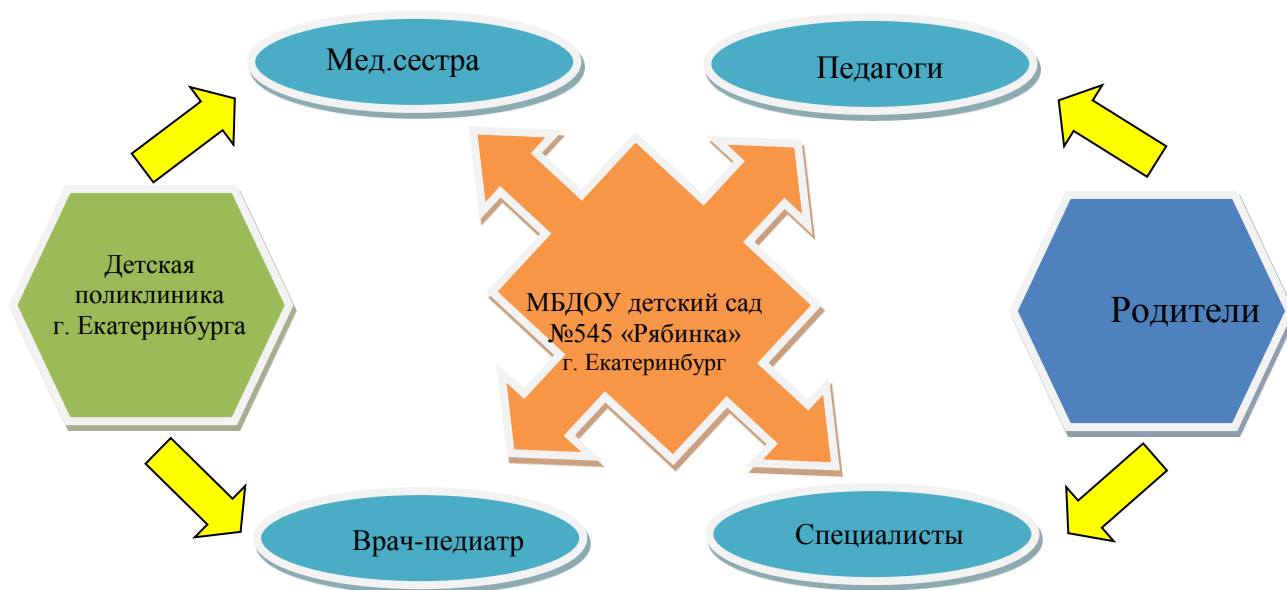 Мед.сестра
Педагоги
Детская
поликлиника
г. Екатеринбурга
МБДОУ детский сад
№545 «Рябинка»
г. Екатеринбург
Родители
Врач-педиатр
Специалисты